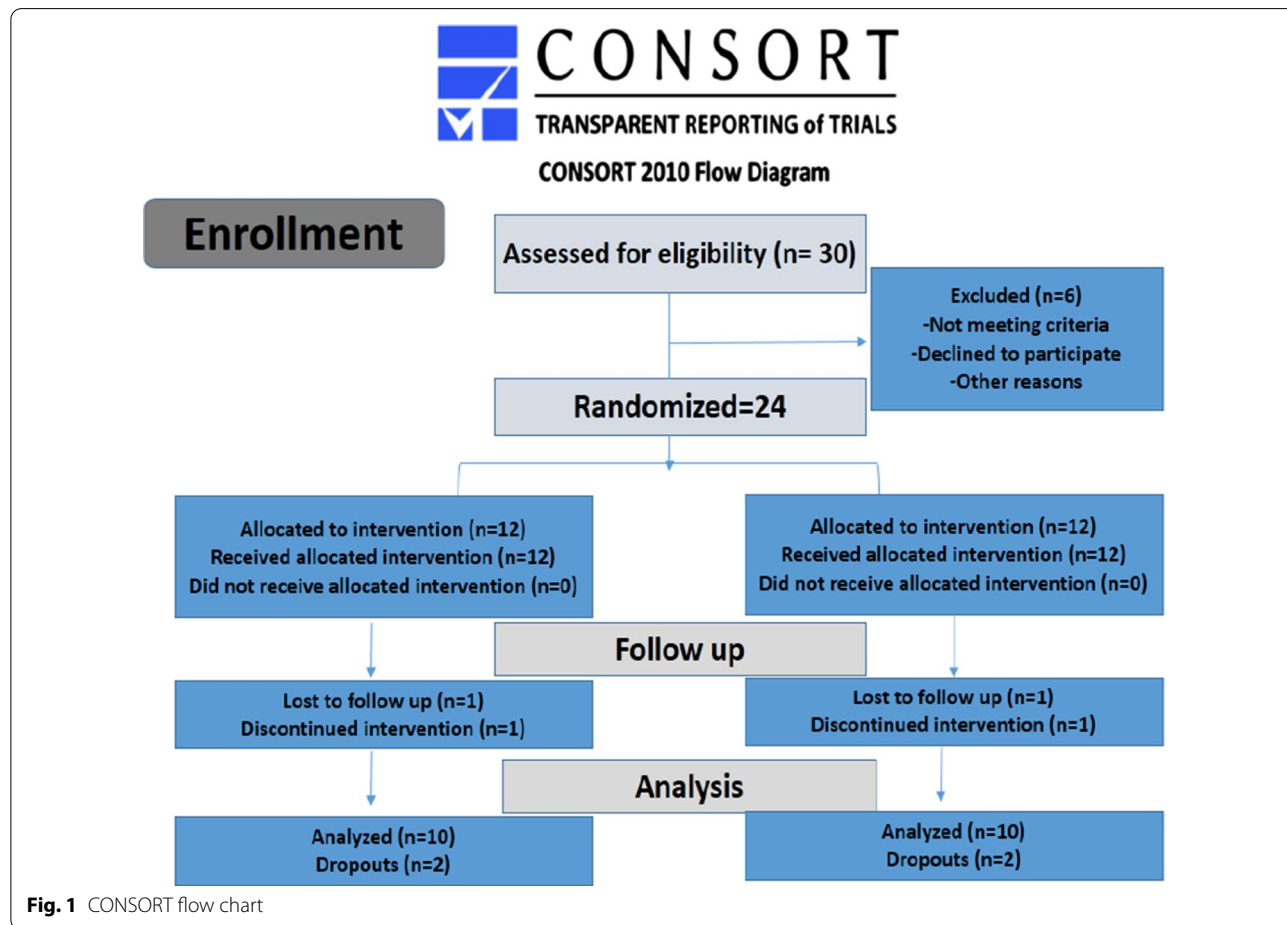 CONSORT
TRANSPARENT REPORTING of TRIALS
CONSORT 2010 Flow Diagram
Enrollment
Assessed for eligibility (n= 30)
Excluded (n=6)
-Not meeting criteria
-Declined to participate
-Other reasons
Randomized=24
Allocated to intervention (n=12)
Received allocated intervention (n=12)
Did not receive allocated intervention (n=0)
Allocated to intervention (n=12)
Received allocated intervention (n=12)
Did not receive allocated intervention (n=0)
Follow up
Lost to follow up (n=1)
Discontinued intervention (n=1)
Lost to follow up (n=1)
Discontinued intervention (n=1)
Analysis
Analyzed (n=10)
Dropouts (n=2)
Analyzed (n=10)
Dropouts (n=2)
Fig. 1 CONSORT flow chart